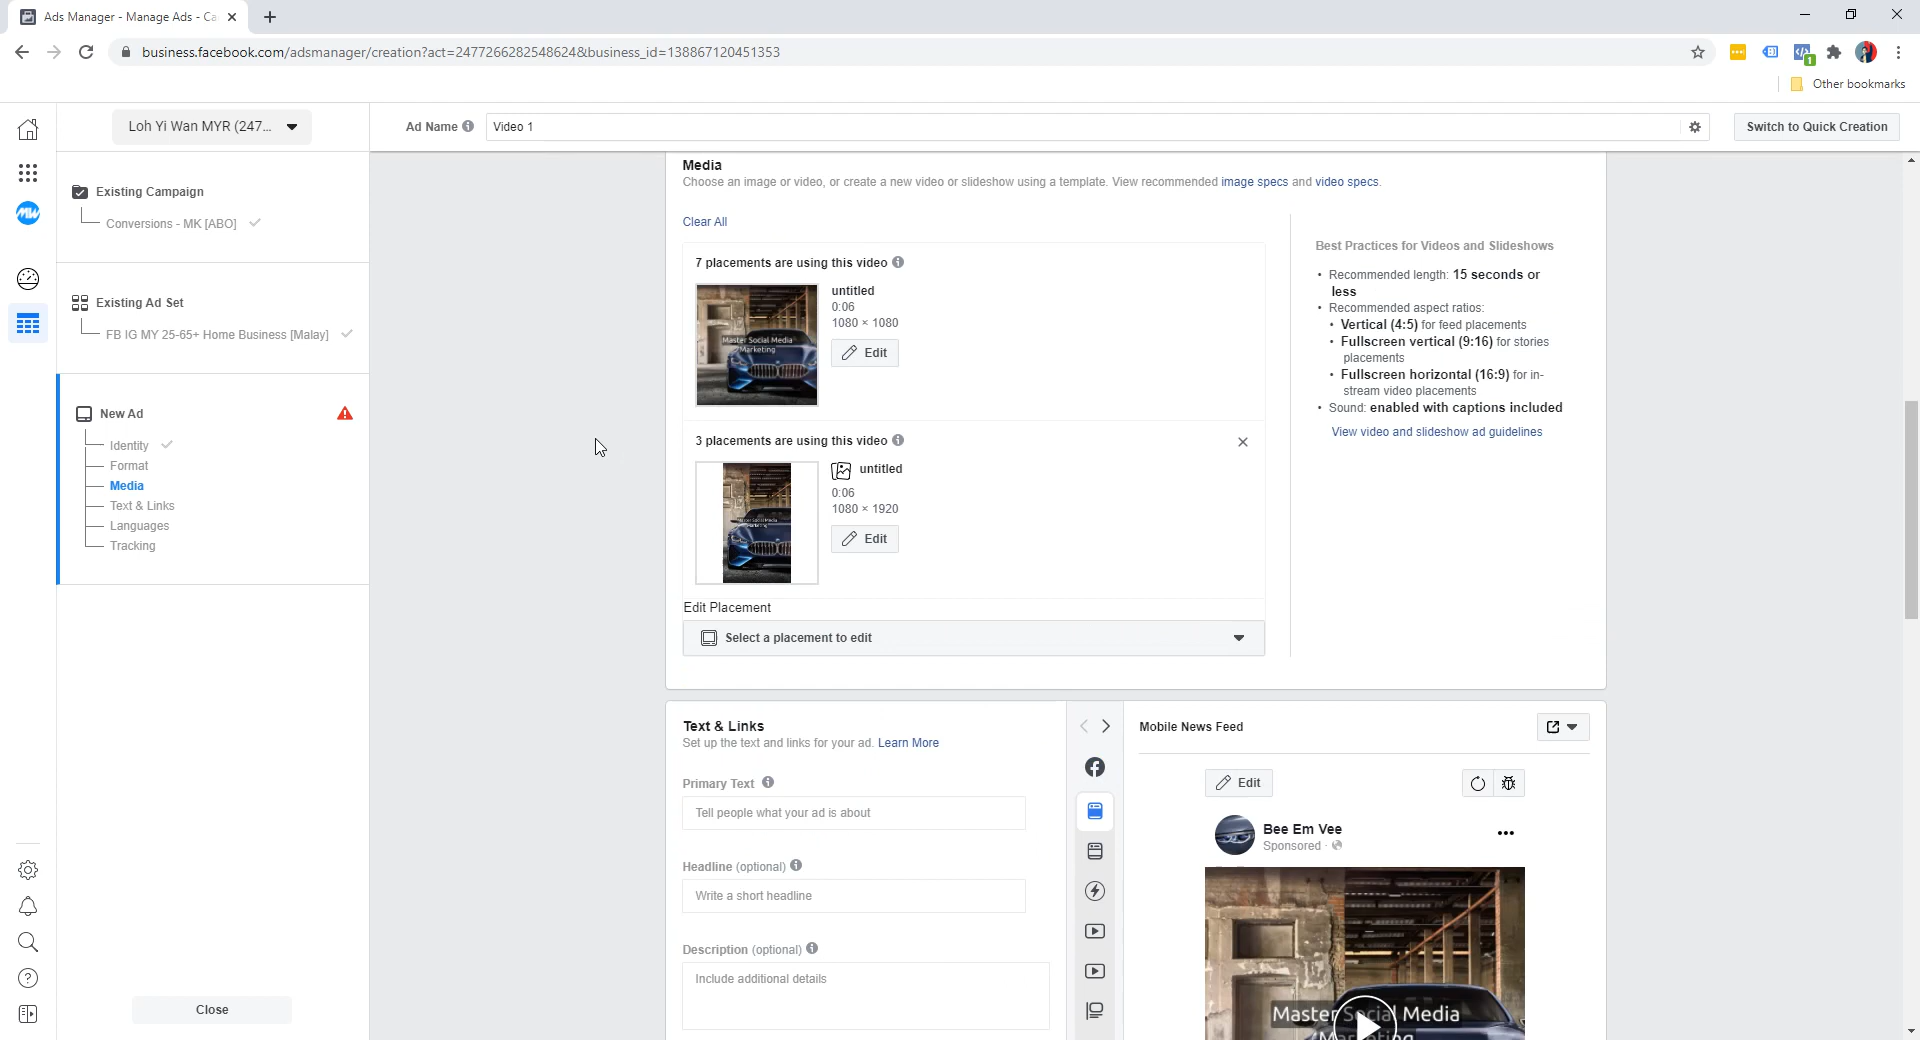 Ads Manager - Manage Ads - Ca
business.facebook.com/adsmanager/creation?act=2477266282548624&business_id=138867120451353
1
Other bookmarks
Loh Yi Wan MYR (247...
Ad Name
Video 1
Switch to Quick Creation
MW
Existing Campaign
Conversions - MK [ABO]
Existing Ad Set
FB IG MY 25-65+ Home Business [Malay]
New Ad
Identity
Format
Media
Text & Links
Languages
Tracking
Close
Media
Choose an image or video, or create a new video or slideshow using a template. View recommended image specs and video specs.
Clear All
7 placements are using this video
Master Social Media
Marketing
untitled
0:06
1080 × 1080
Edit
3 placements are using this video
Master Social Media
untitled
0:06
1080 × 1920
Edit
Edit Placement
Select a placement to edit
Best Practices for Videos and Slideshows
• Recommended length: 15 seconds or
less
• Recommended aspect ratios:
• Vertical (4:5) for feed placements
• Fullscreen vertical (9:16) for stories
placements
• Fullscreen horizontal (16:9) for in-
stream video placements
• Sound: enabled with captions included
View video and slideshow ad guidelines
Text & Links
Set up the text and links for your ad. Learn More
Primary Text
Tell people what your ad is about
Headline (optional)
Write a short headline
Description (optional)
Include additional details
Mobile News Feed
Edit
Bee Em Vee
Sponsored ·
Master Social Media
Marketing